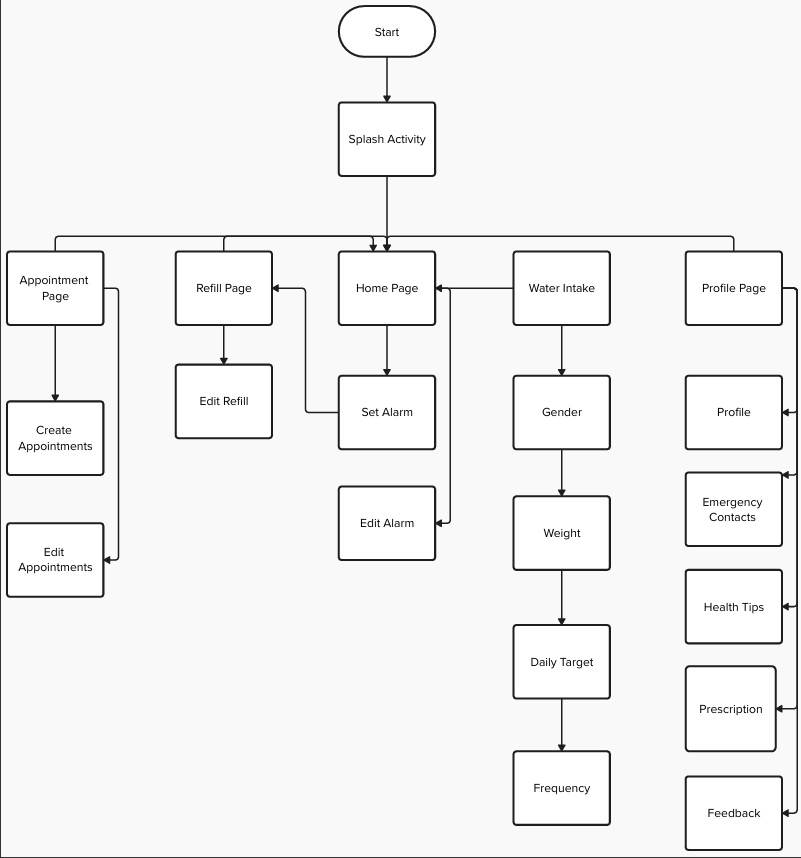 Start
Splash Activity
Appointment
Page
Refill Page
Home Page
Water Intake
Profile Page
Create
Appointments
Edit Refill
Set Alarm
Gender
Profile
Edit
Appointments
Edit Alarm
Weight
Emergency
Contacts
Daily Target
Health Tips
Frequency
Prescription
Feedback